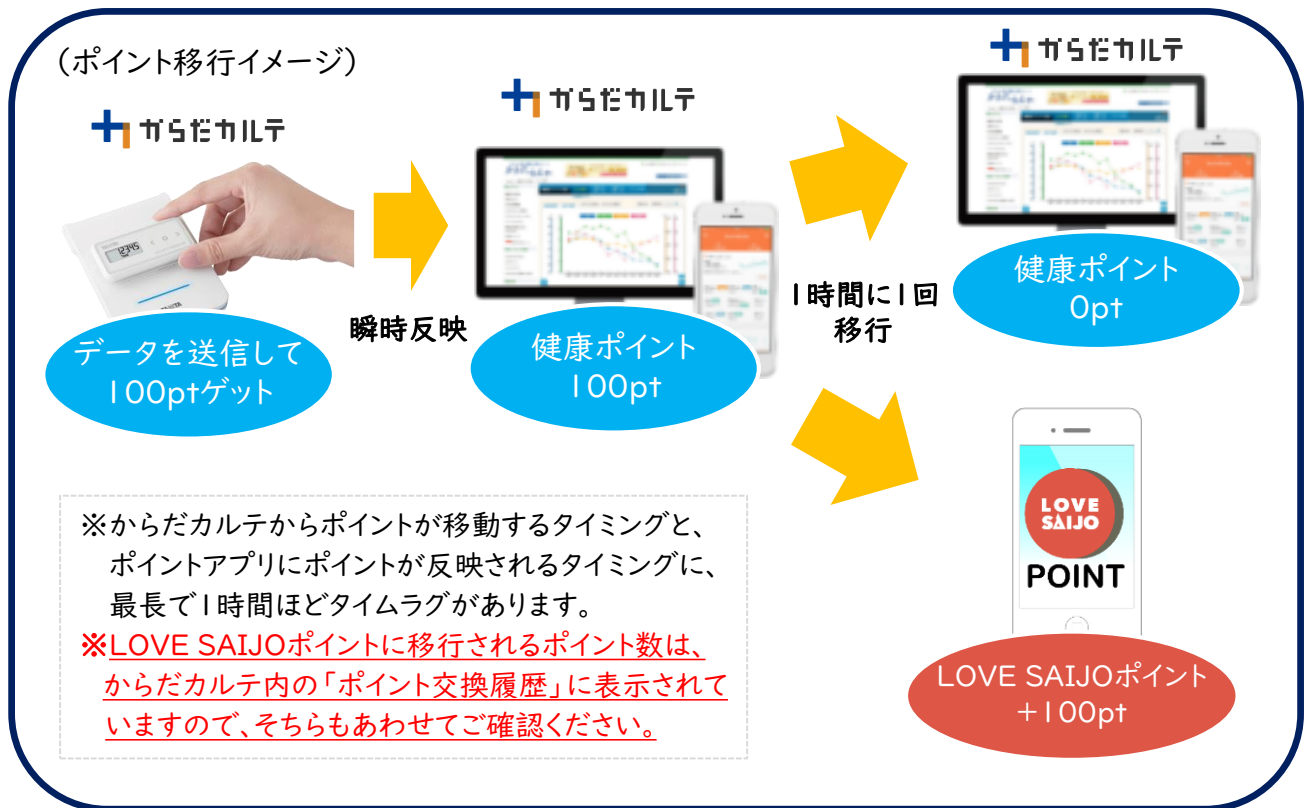 （ポイント移行イメージ）
からだカルテ
からだカルテ
からだカルテ
データを送信して
100ptゲット
瞬時反映
健康ポイント
100pt
1時間に1回
移行
健康ポイント
0pt
LOVE
SAIJO
POINT
LOVE SAIJOポイント
＋100pt
※からだカルテからポイントが移動するタイミングと、
ポイントアプリにポイントが反映されるタイミングに、
最長で1時間ほどタイムラグがあります。
※LOVE SAIJOポイントに移行されるポイント数は、
からだカルテ内の「ポイント交換履歴」に表示されて
いますので、そちらもあわせてご確認ください。